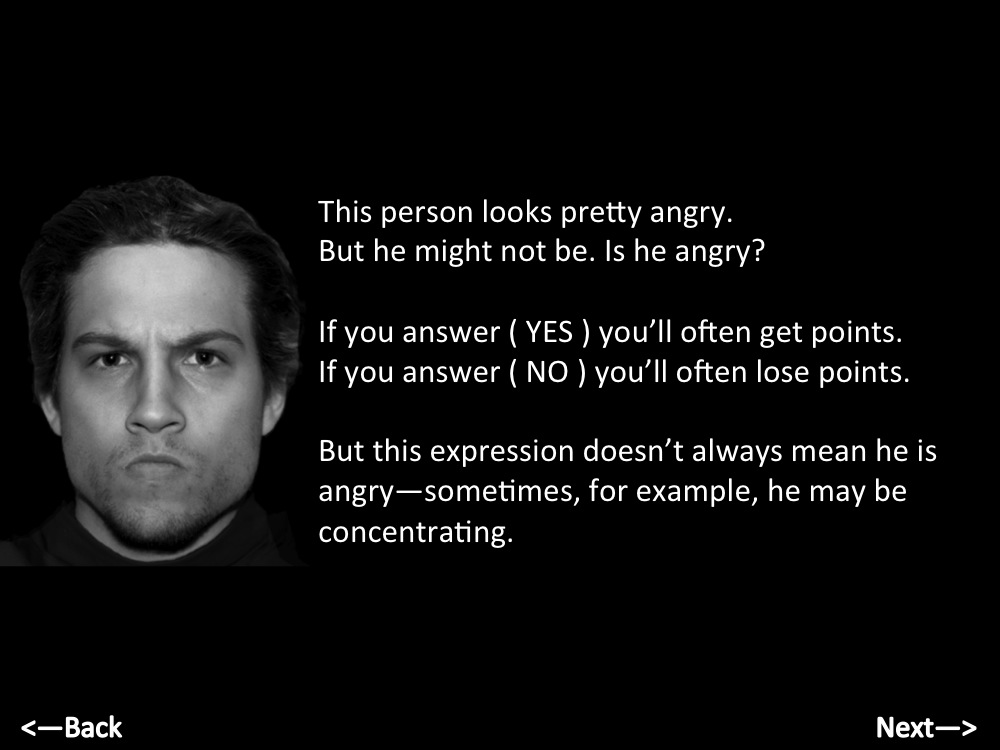 This person looks pretty angry.
But he might not be. Is he angry?
If you answer ( YES ) you’ll often get points.
If you answer ( NO ) you’ll often lose points.
But this expression doesn’t always mean he is
angry—sometimes, for example, he may be
concentrating.
<—Back
Next—>